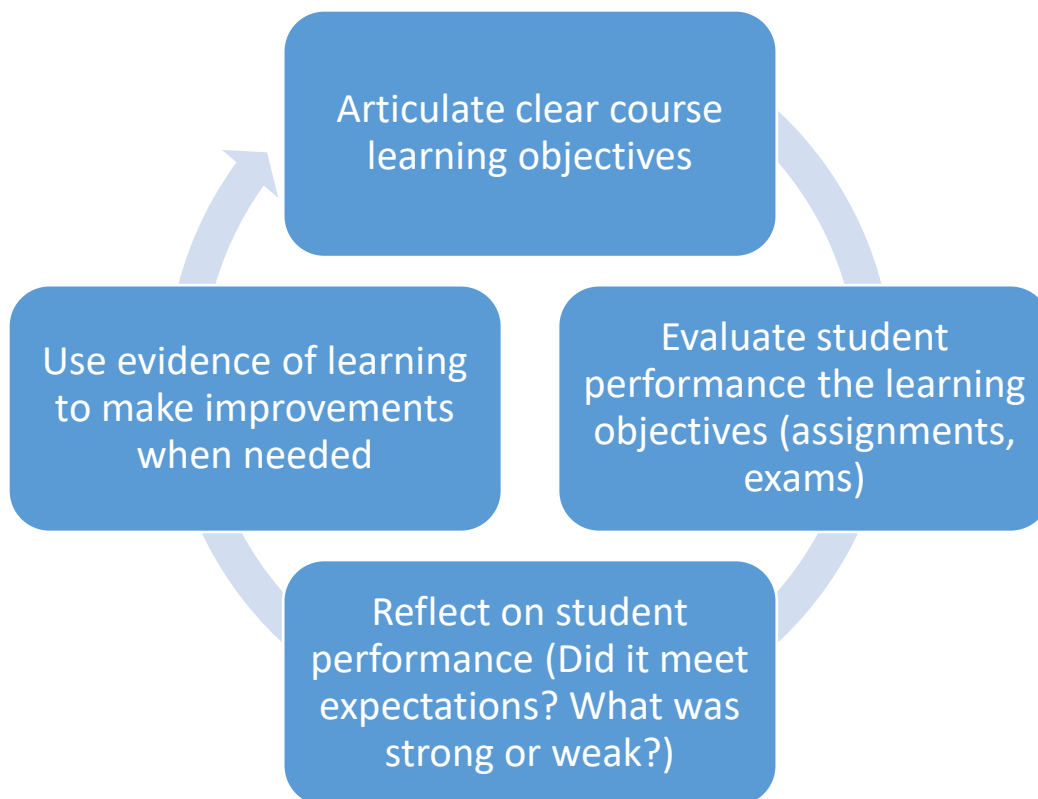 Articulate clear course
learning objectives
Evaluate student
performance the learning
objectives (assignments,
exams)
Reflect on student
performance (Did it meet
expectations? What was
strong or weak?)
Use evidence of learning
to make improvements
when needed